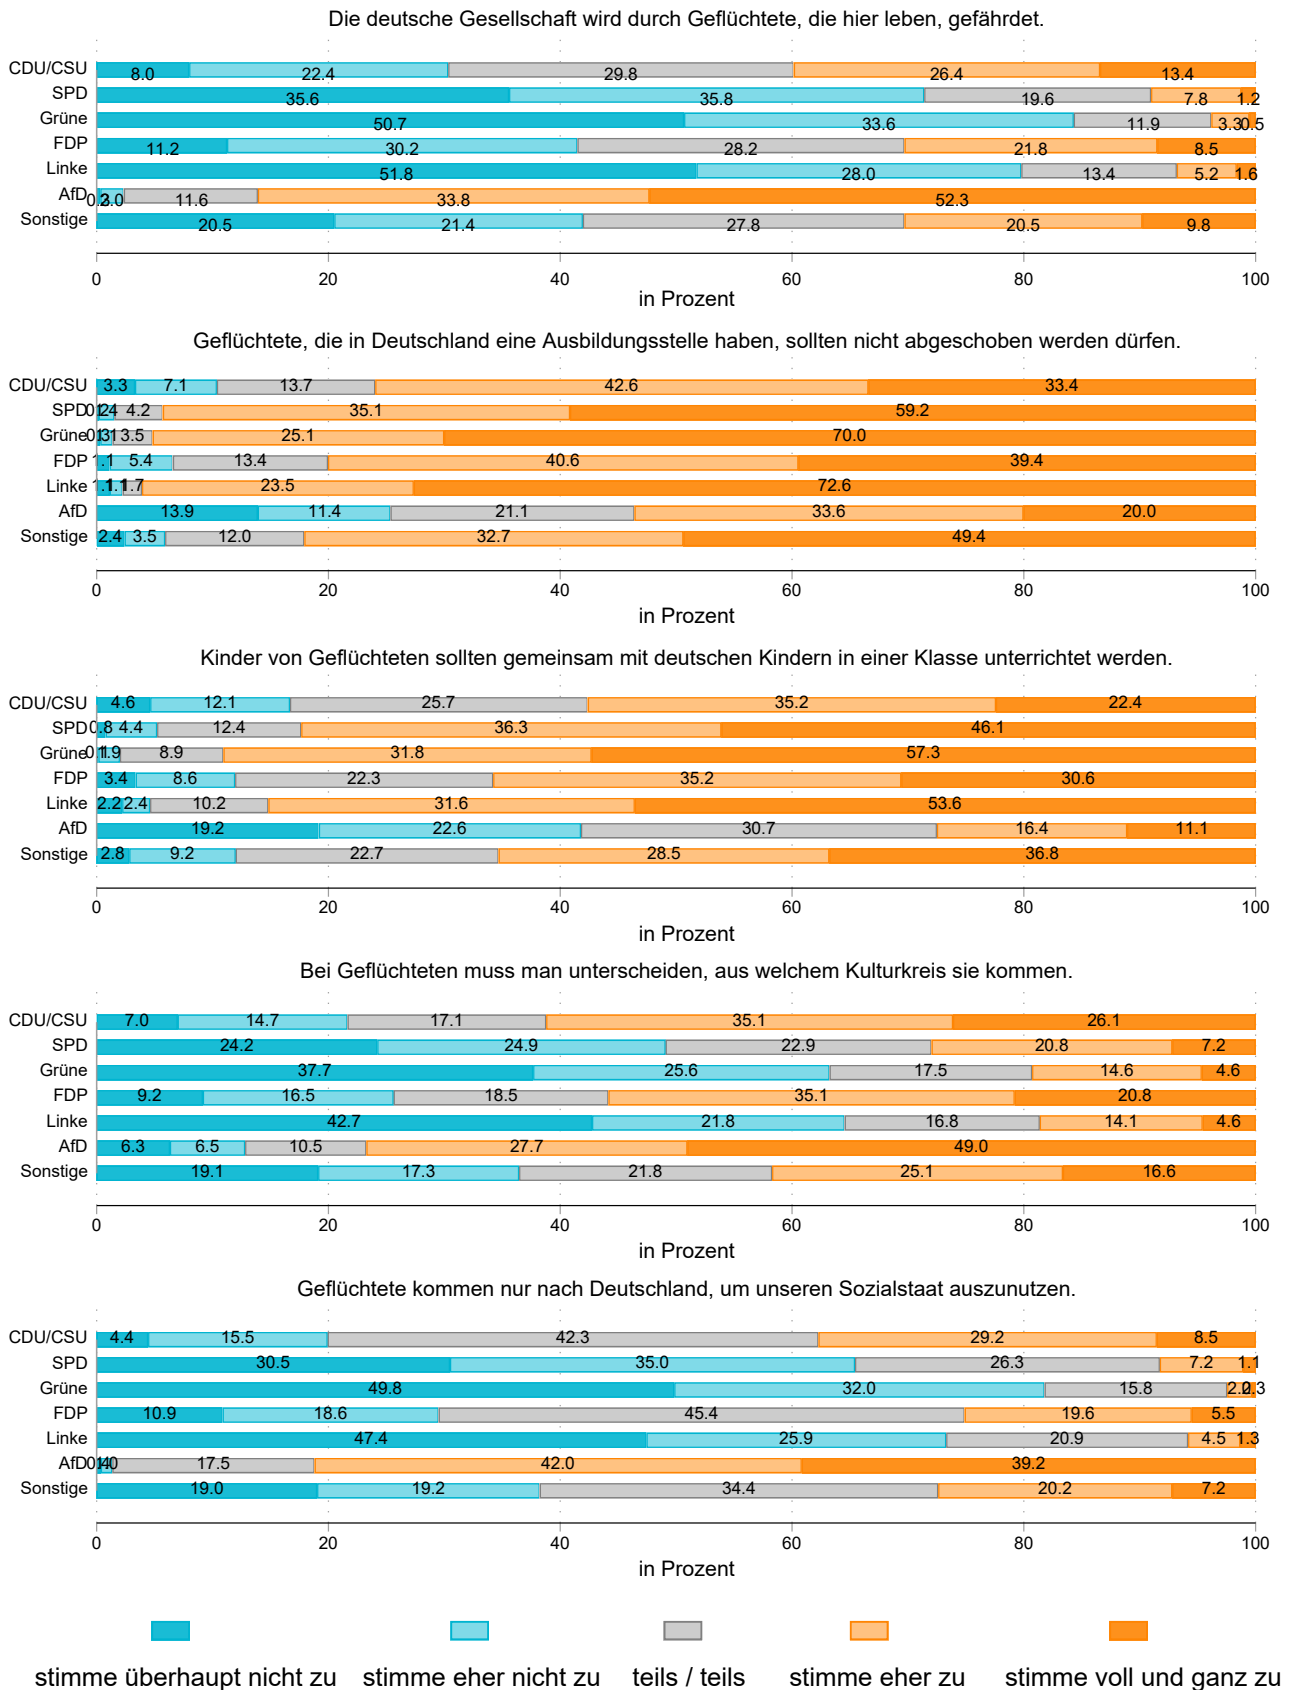 Die deutsche Gesellschaft wird durch Geflüchtete, die hier leben, gefährdet.
CDU/CSU 8.0 22.4 29.8 26.4 13.4
SPD 35.6 35.8 19.6 7.8 1.2
Grüne 50.7 33.6 11.9 3.3 0.5
FDP 11.2 30.2 28.2 21.8 8.5
Linke 51.8 28.0 13.4 5.2 1.6
AfD 2.0 11.6 33.8 52.3
Sonstige 20.5 21.4 27.8 20.5 9.8
0 20 40 60 80 100
in Prozent
Geflüchtete, die in Deutschland eine Ausbildungsstelle haben, sollten nicht abgeschoben werden dürfen.
CDU/CSU 3.3 7.1 13.7 42.6 33.4
SPD 4.2 35.1 59.2
Grüne 3.5 25.1 70.0
FDP 1.1 5.4 13.4 40.6 39.4
Linke 1.1 1.1 1.7 23.5 72.6
AfD 13.9 11.4 21.1 33.6 20.0
Sonstige 2.4 3.5 12.0 32.7 49.4
0 20 40 60 80 100
in Prozent
Kinder von Geflüchteten sollten gemeinsam mit deutschen Kindern in einer Klasse unterrichtet werden.
CDU/CSU 4.6 12.1 25.7 35.2 22.4
SPD 0.8 4.4 12.4 36.3 46.1
Grüne 0.1 1.9 8.9 31.8 57.3
FDP 3.4 8.6 22.3 35.2 30.6
Linke 2.2 2.4 10.2 31.6 53.6
AfD 19.2 22.6 30.7 16.4 11.1
Sonstige 2.8 9.2 22.7 28.5 36.8
0 20 40 60 80 100
in Prozent
Bei Geflüchteten muss man unterscheiden, aus welchem Kulturkreis sie kommen.
CDU/CSU 7.0 14.7 17.1 35.1 26.1
SPD 24.2 24.9 22.9 20.8 7.2
Grüne 37.7 25.6 17.5 14.6 4.6
FDP 9.2 16.5 18.5 35.1 20.8
Linke 42.7 21.8 16.8 14.1 4.6
AfD 6.3 6.5 10.5 27.7 49.0
Sonstige 19.1 17.3 21.8 25.1 16.6
0 20 40 60 80 100
in Prozent
Geflüchtete kommen nur nach Deutschland, um unseren Sozialstaat auszunutzen.
CDU/CSU 4.4 15.5 42.3 29.2 8.5
SPD 30.5 35.0 26.3 7.2 1.1
Grüne 49.8 32.0 15.8
FDP 10.9 18.6 45.4 19.6 5.5
Linke 47.4 25.9 20.9 4.5 1.3
AfD 17.5 42.0 39.2
Sonstige 19.0 19.2 34.4 20.2 7.2
0 20 40 60 80 100
in Prozent
stimme überhaupt nicht zu stimme eher nicht zu teils / teils stimme eher zu stimme voll und ganz zu